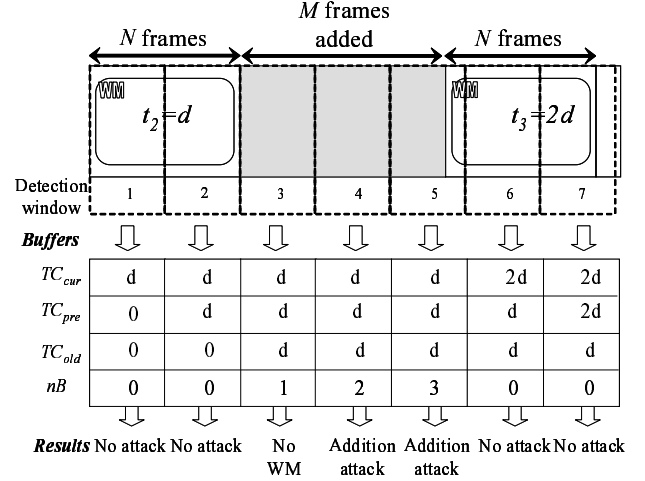 M frames
added
N frames
N frames
WM
t2=d
WM
t3=2d
Detection
window
1 2 3 4 5 6 7
Buffers
TCcur d d d d d 2d 2d
TCpre 0 d d d d d 2d
TCold 0 0 d d d d d
nB 0 0 1 2 3 0 0
Results No attack No attack No WM Addition attack Addition attack No attack No attack